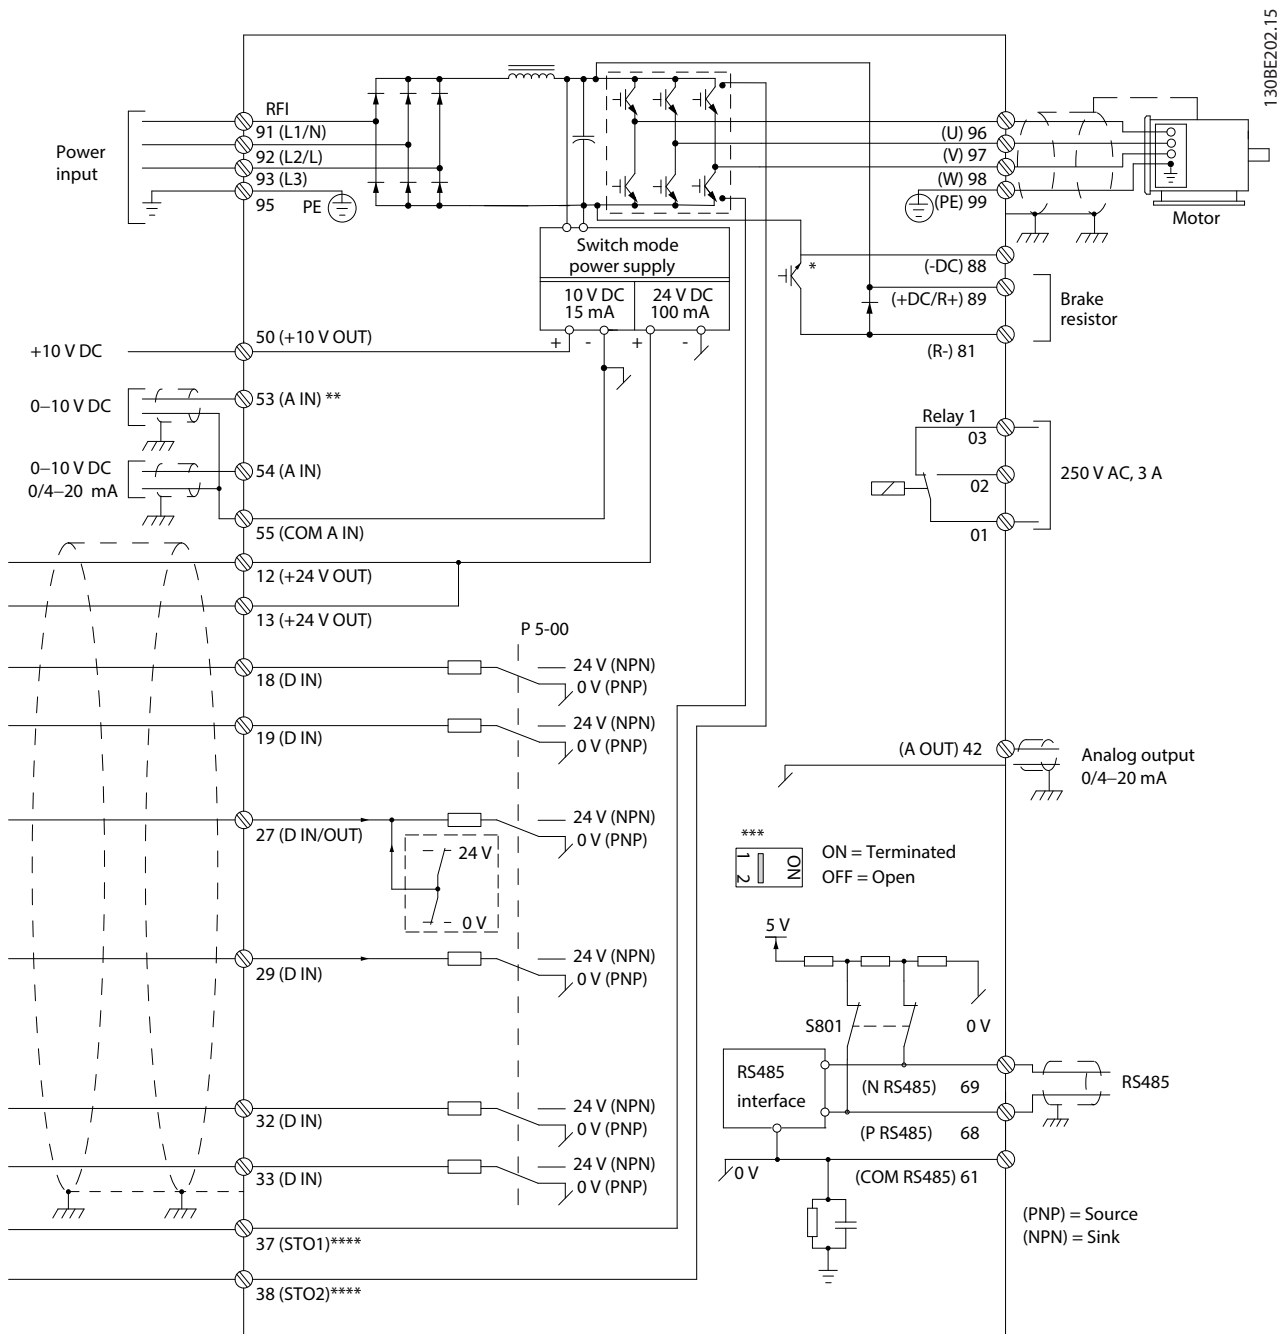 130BE202.15
Power
input
RFI
91 (L1/N)
92 (L2/L)
93 (L3)
95
PE
(U) 96
(V) 97
(W) 98
(PE) 99
Motor
Switch mode
power supply
10 V DC
15 mA
24 V DC
100 mA
+ - + -
*
(-DC) 88
(+DC/R+) 89
(R-) 81
Brake
resistor
+10 V DC
50 (+10 V OUT)
0–10 V DC
53 (A IN) **
0–10 V DC
0/4–20 mA
54 (A IN)
55 (COM A IN)
12 (+24 V OUT)
13 (+24 V OUT)
Relay 1
03
02
01
250 V AC, 3 A
P 5-00
18 (D IN)
24 V (NPN)
0 V (PNP)
19 (D IN)
24 V (NPN)
0 V (PNP)
27 (D IN/OUT)
24 V (NPN)
0 V (PNP)
24 V
0 V
29 (D IN)
24 V (NPN)
0 V (PNP)
32 (D IN)
24 V (NPN)
0 V (PNP)
33 (D IN)
24 V (NPN)
0 V (PNP)
37 (STO1)****
38 (STO2)****
(A OUT) 42
Analog output
0/4–20 mA
***
1 2
ON
ON = Terminated
OFF = Open
5 V
S801
0 V
RS485
interface
(N RS485) 69
(P RS485) 68
RS485
0 V
(COM RS485) 61
(PNP) = Source
(NPN) = Sink